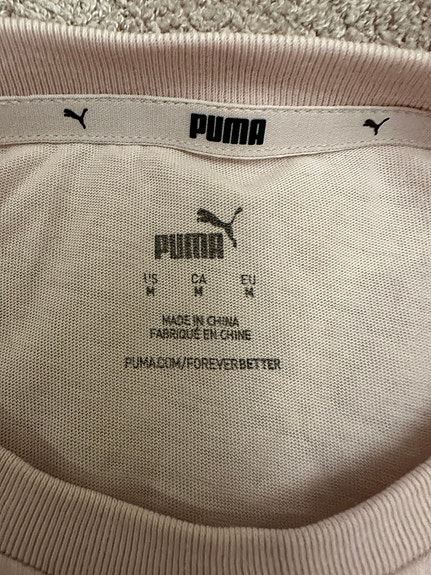 PUMA
PUMA
US CA EU
M M M
MADE IN CHINA
FABRIQUÉ EN CHINE
PUMA.COM/FOREVERBETTER